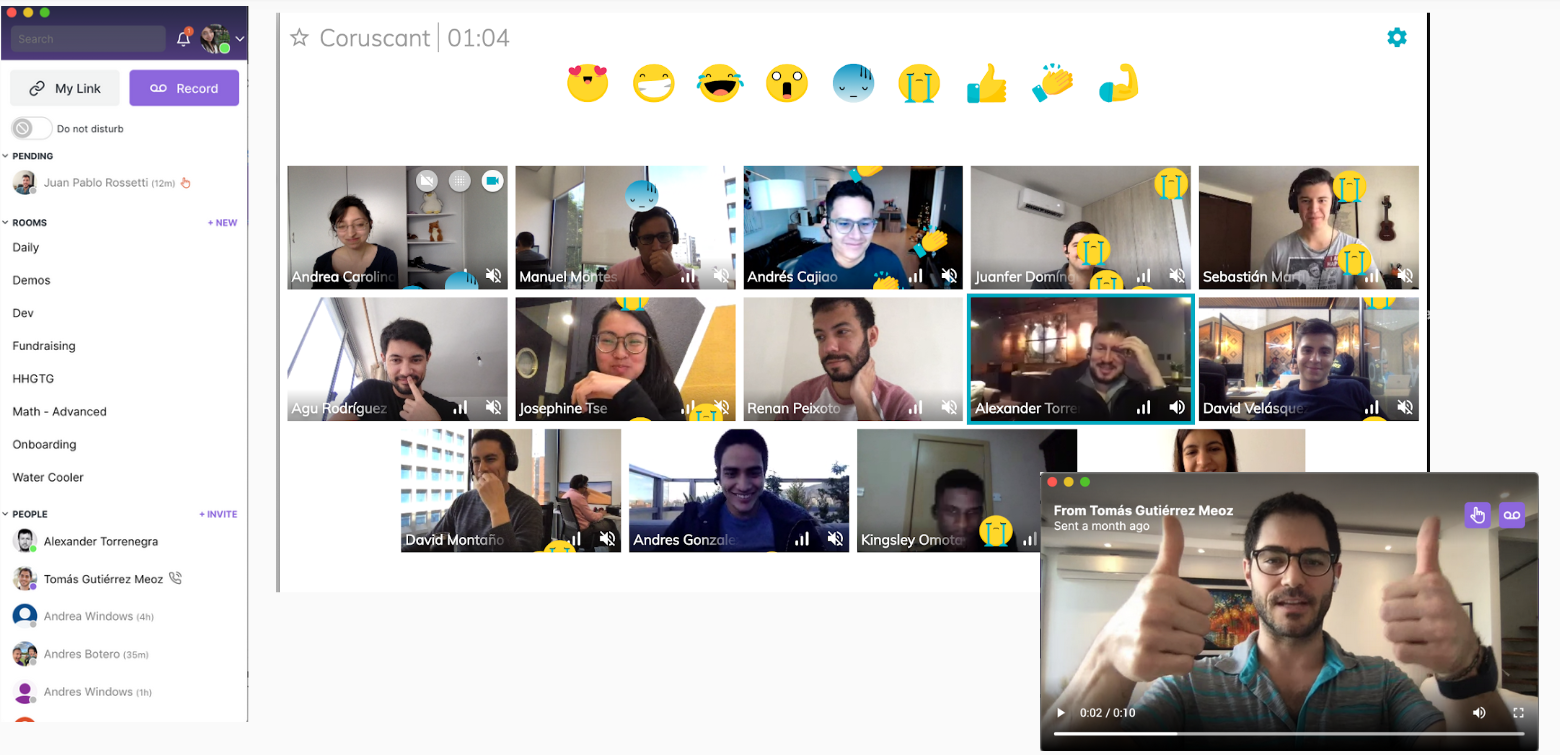 Search
My Link
Record
Do not disturb
PENDING
Juan Pablo Rossetti (12m)
ROOMS
+ NEW
Daily
Demos
Dev
Fundraising
HHGTG
Math - Advanced
Onboarding
Water Cooler
PEOPLE
+ INVITE
Alexander Torrenegra
Tomás Gutiérrez Meoz
Andrea Windows (4h)
Andres Botero (35m)
Andres Windows (1h)
Coruscant
01:04
Andrea Carolina
Manuel Montes
Andrés Cajiao
Juanfer Doming
Sebastián Mart
Agu Rodríguez
Josephine Tse
Renan Peixoto
Alexander Torre
David Velásque
David Montaño
Andres Gonzale
Kingsley Omoto
From Tomás Gutiérrez Meoz
Sent a month ago
0:02 / 0:10